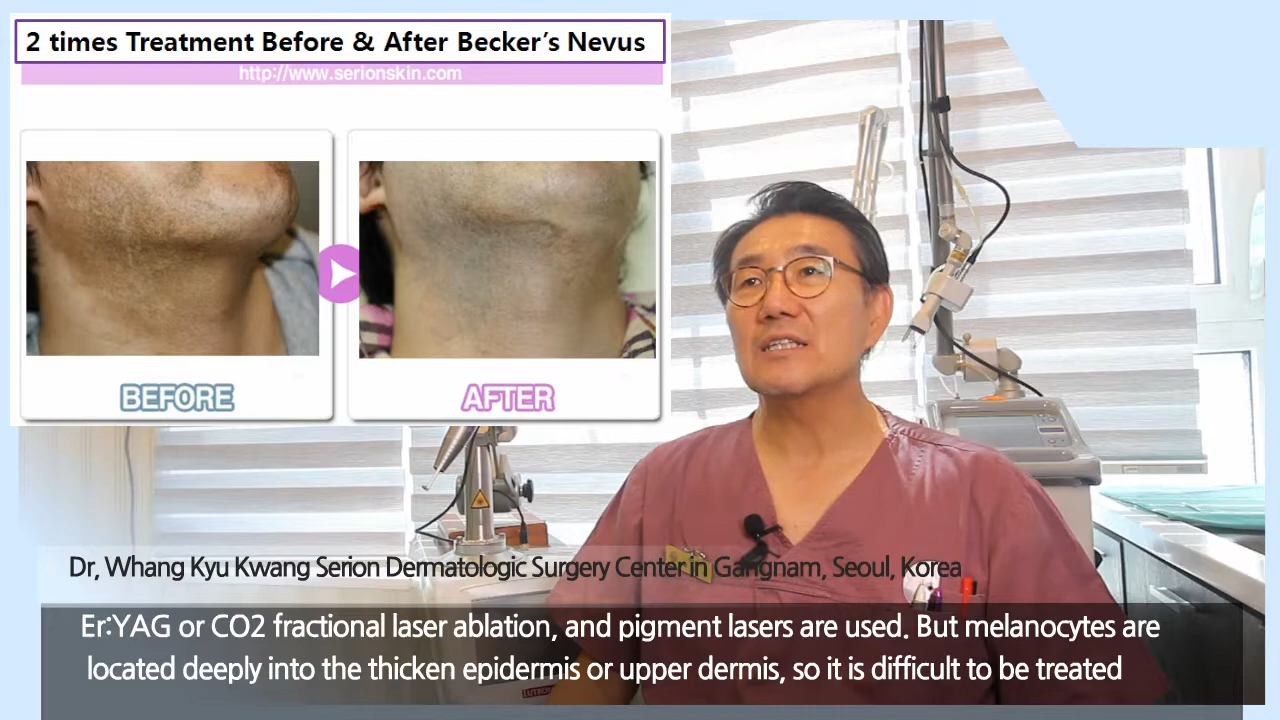 2 times Treatment Before & After Becker's Nevus
http://www.serionskin.com
BEFORE
AFTER
Dr, Whang Kyu Kwang Serion Dermatologic Surgery Center in Gangnam, Seoul, Korea
Er:YAG or CO2 fractional laser ablation, and pigment lasers are used. But melanocytes are
located deeply into the thicken epidermis or upper dermis, so it is difficult to be treated
LUTRON